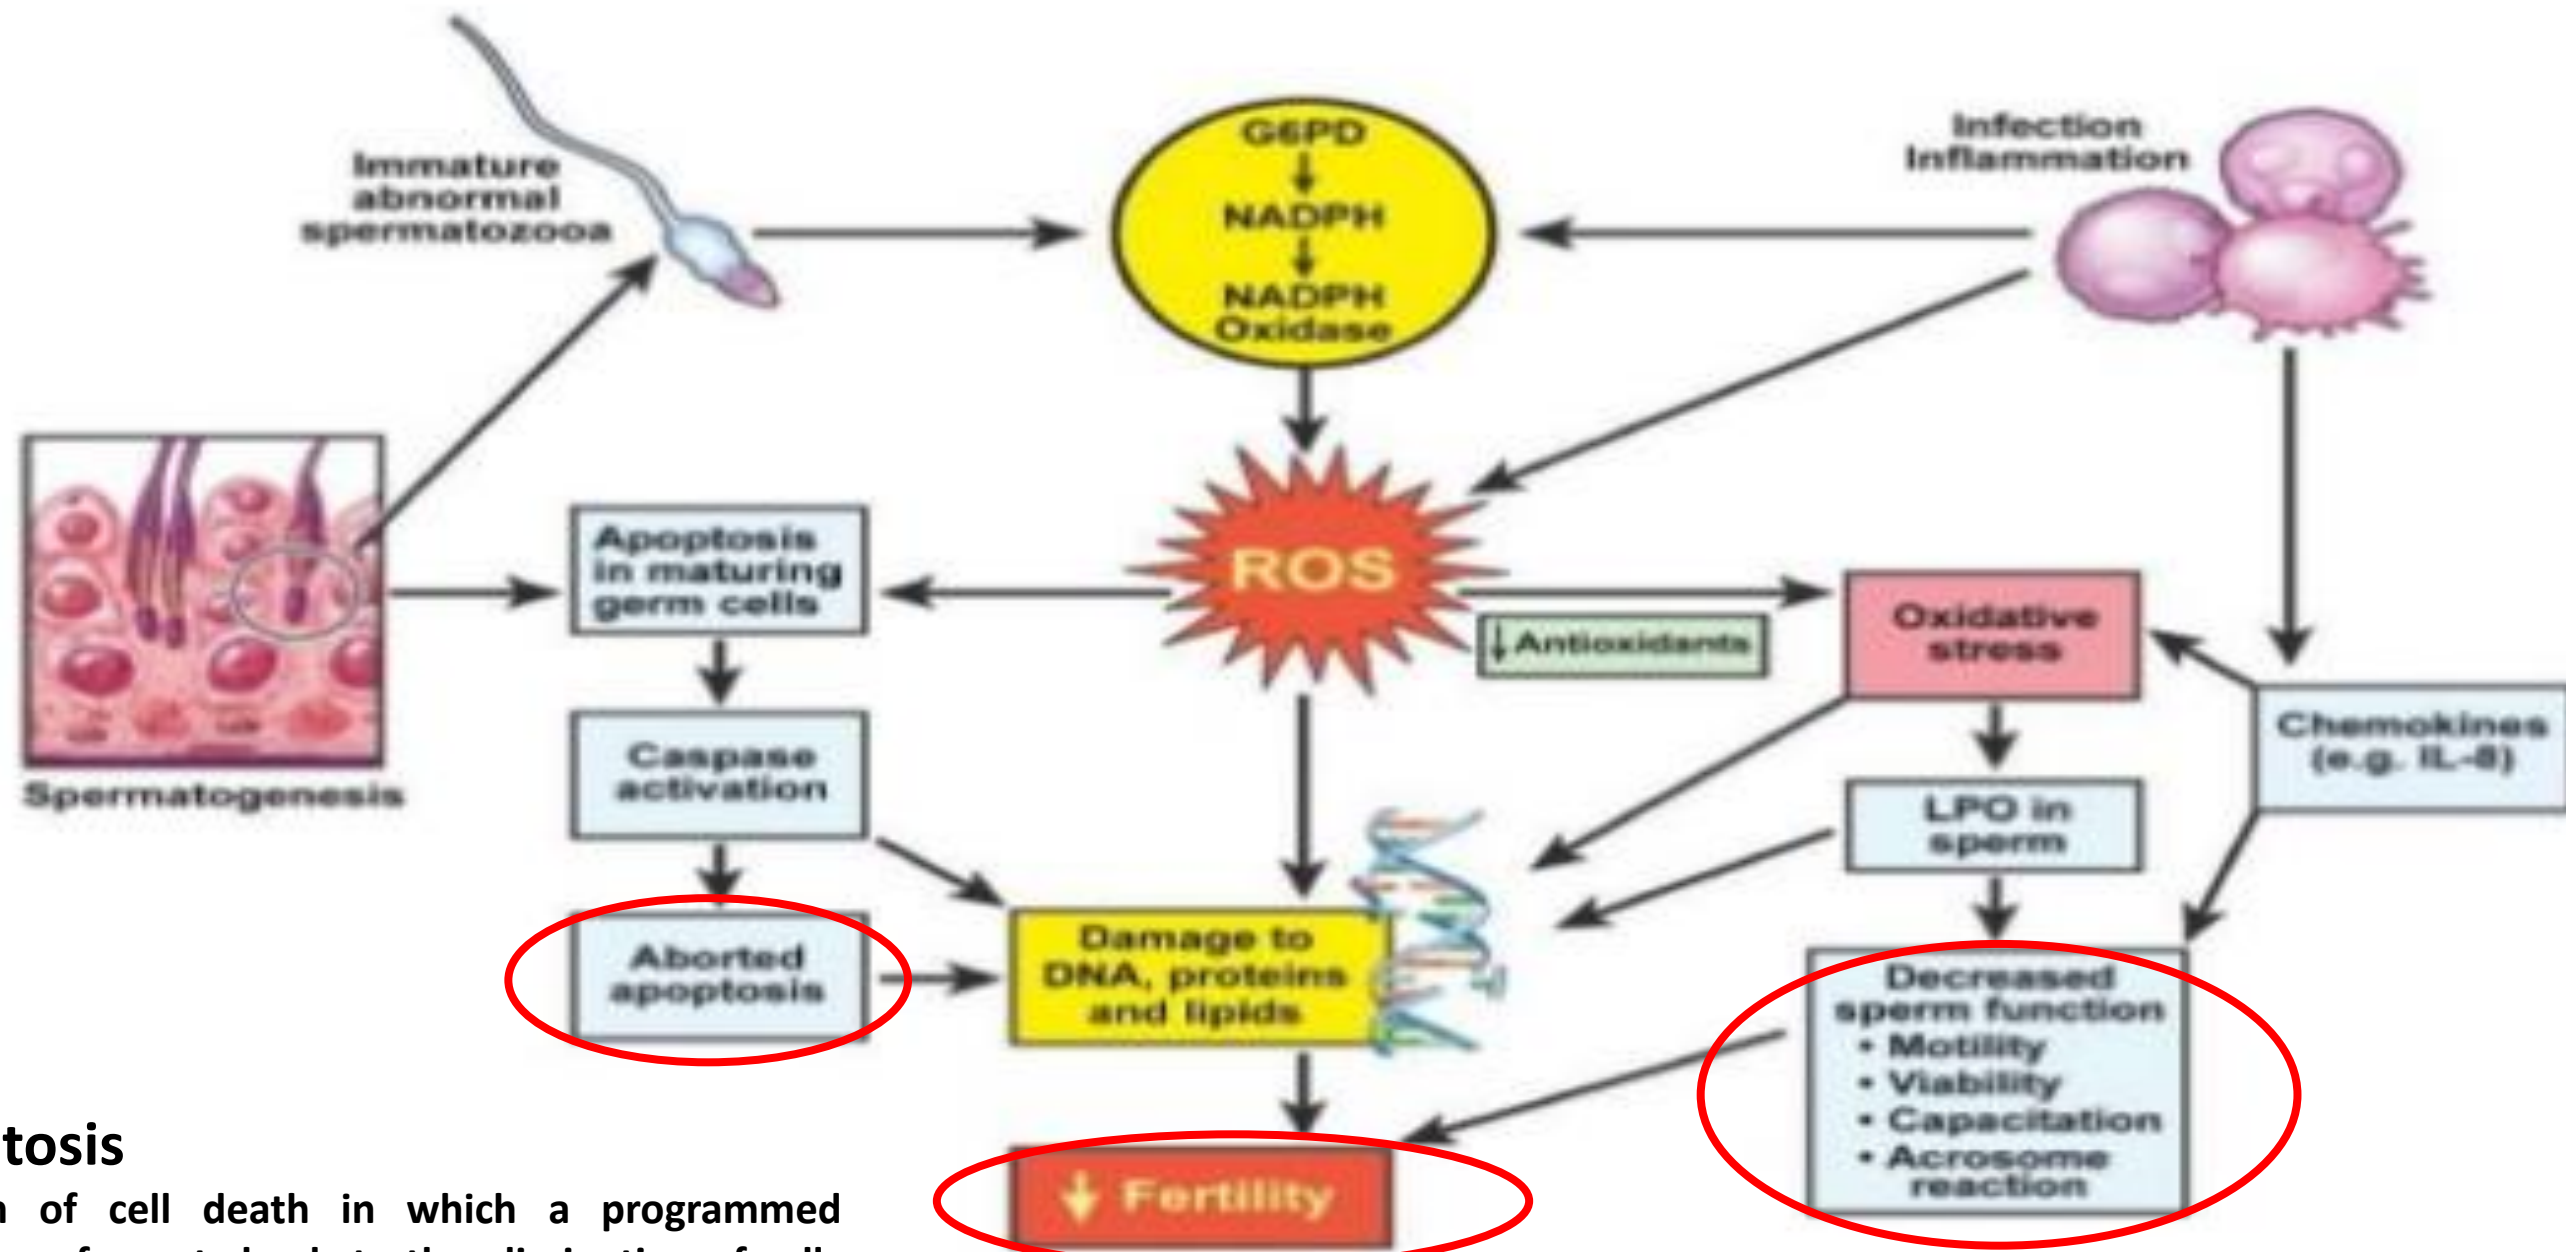 Immature
abnormal
spermatozooa
G6PD
NADPH
NADPH
Oxidase
Infection
Inflammation
Spermatogenesis
Apoptosis
in maturing
germ cells
ROS
↓Antioxidants
Oxidative
stress
Chemokines
(e.g. IL-8)
Caspase
activation
LPO in
sperm
Aborted
apoptosis
Damage to
DNA, proteins
and lipids
Decreased
sperm function
• Motility
• Viability
• Capacitation
• Acrosome
reaction
↓ Fertility
tosis
of cell death in which a programmed